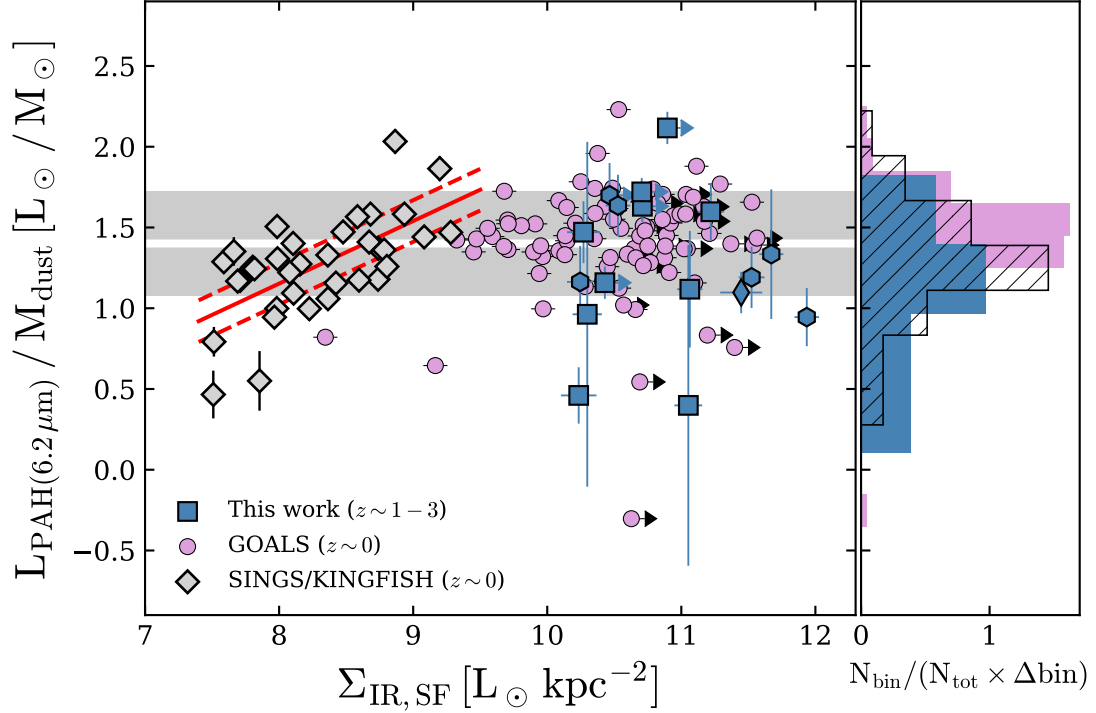 L_PAH(6.2 μm) / M_dust [L_⊙ / M_⊙]
2.5
2.0
1.5
1.0
0.5
0.0
−0.5
This work (z ∼ 1 − 3)
GOALS (z ∼ 0)
SINGS/KINGFISH (z ∼ 0)
7 8 9 10 11 12 0 1
Σ_IR, SF [L_⊙ kpc^−2]
N_bin/(N_tot × Δbin)